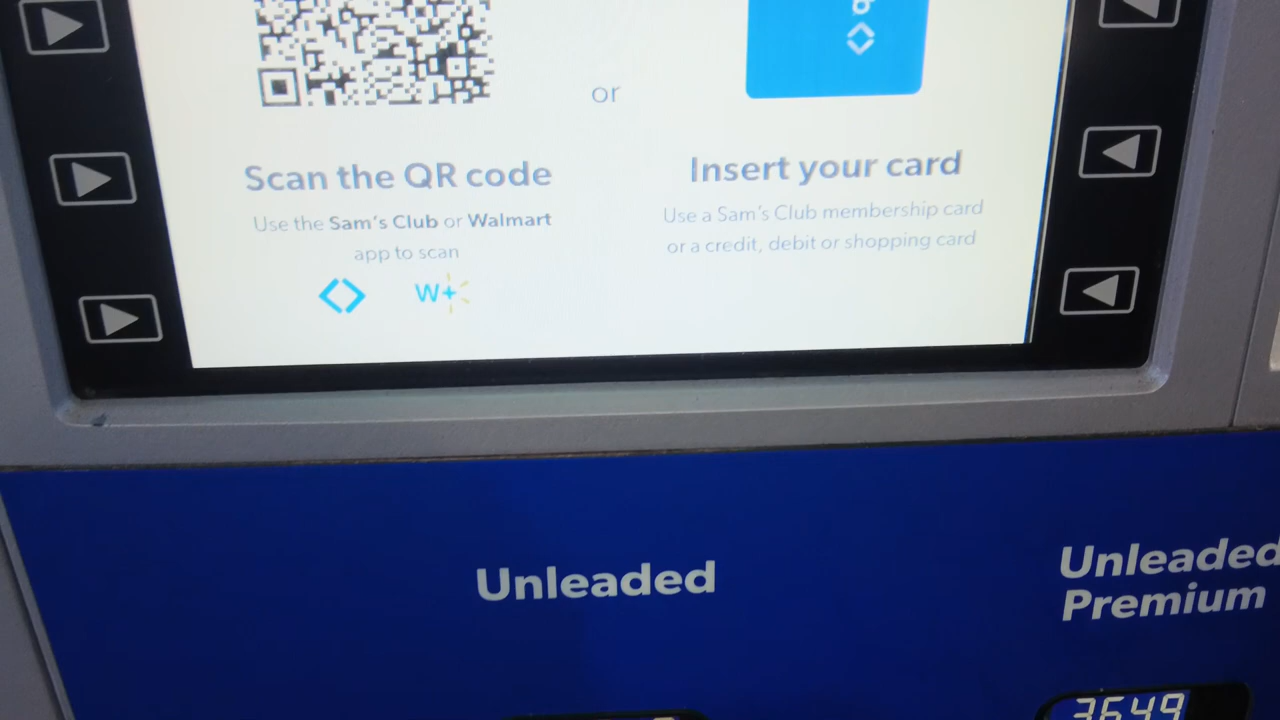 or
Scan the QR code
Use the Sam's Club or Walmart
app to scan
W+
Insert your card
Use a Sam's Club membership card
or a credit, debit or shopping card
Unleaded
Unleaded
Premium
3649